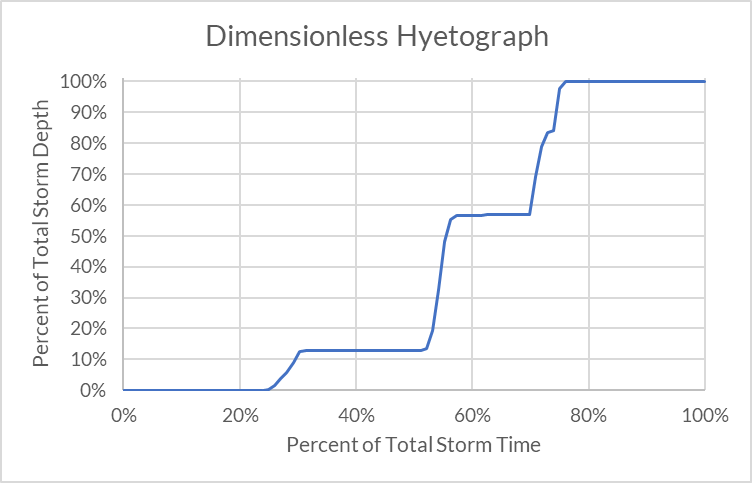 Dimensionless Hyetograph
Percent of Total Storm Depth
100%
90%
80%
70%
60%
50%
40%
30%
20%
10%
0%
0% 20% 40% 60% 80% 100%
Percent of Total Storm Time